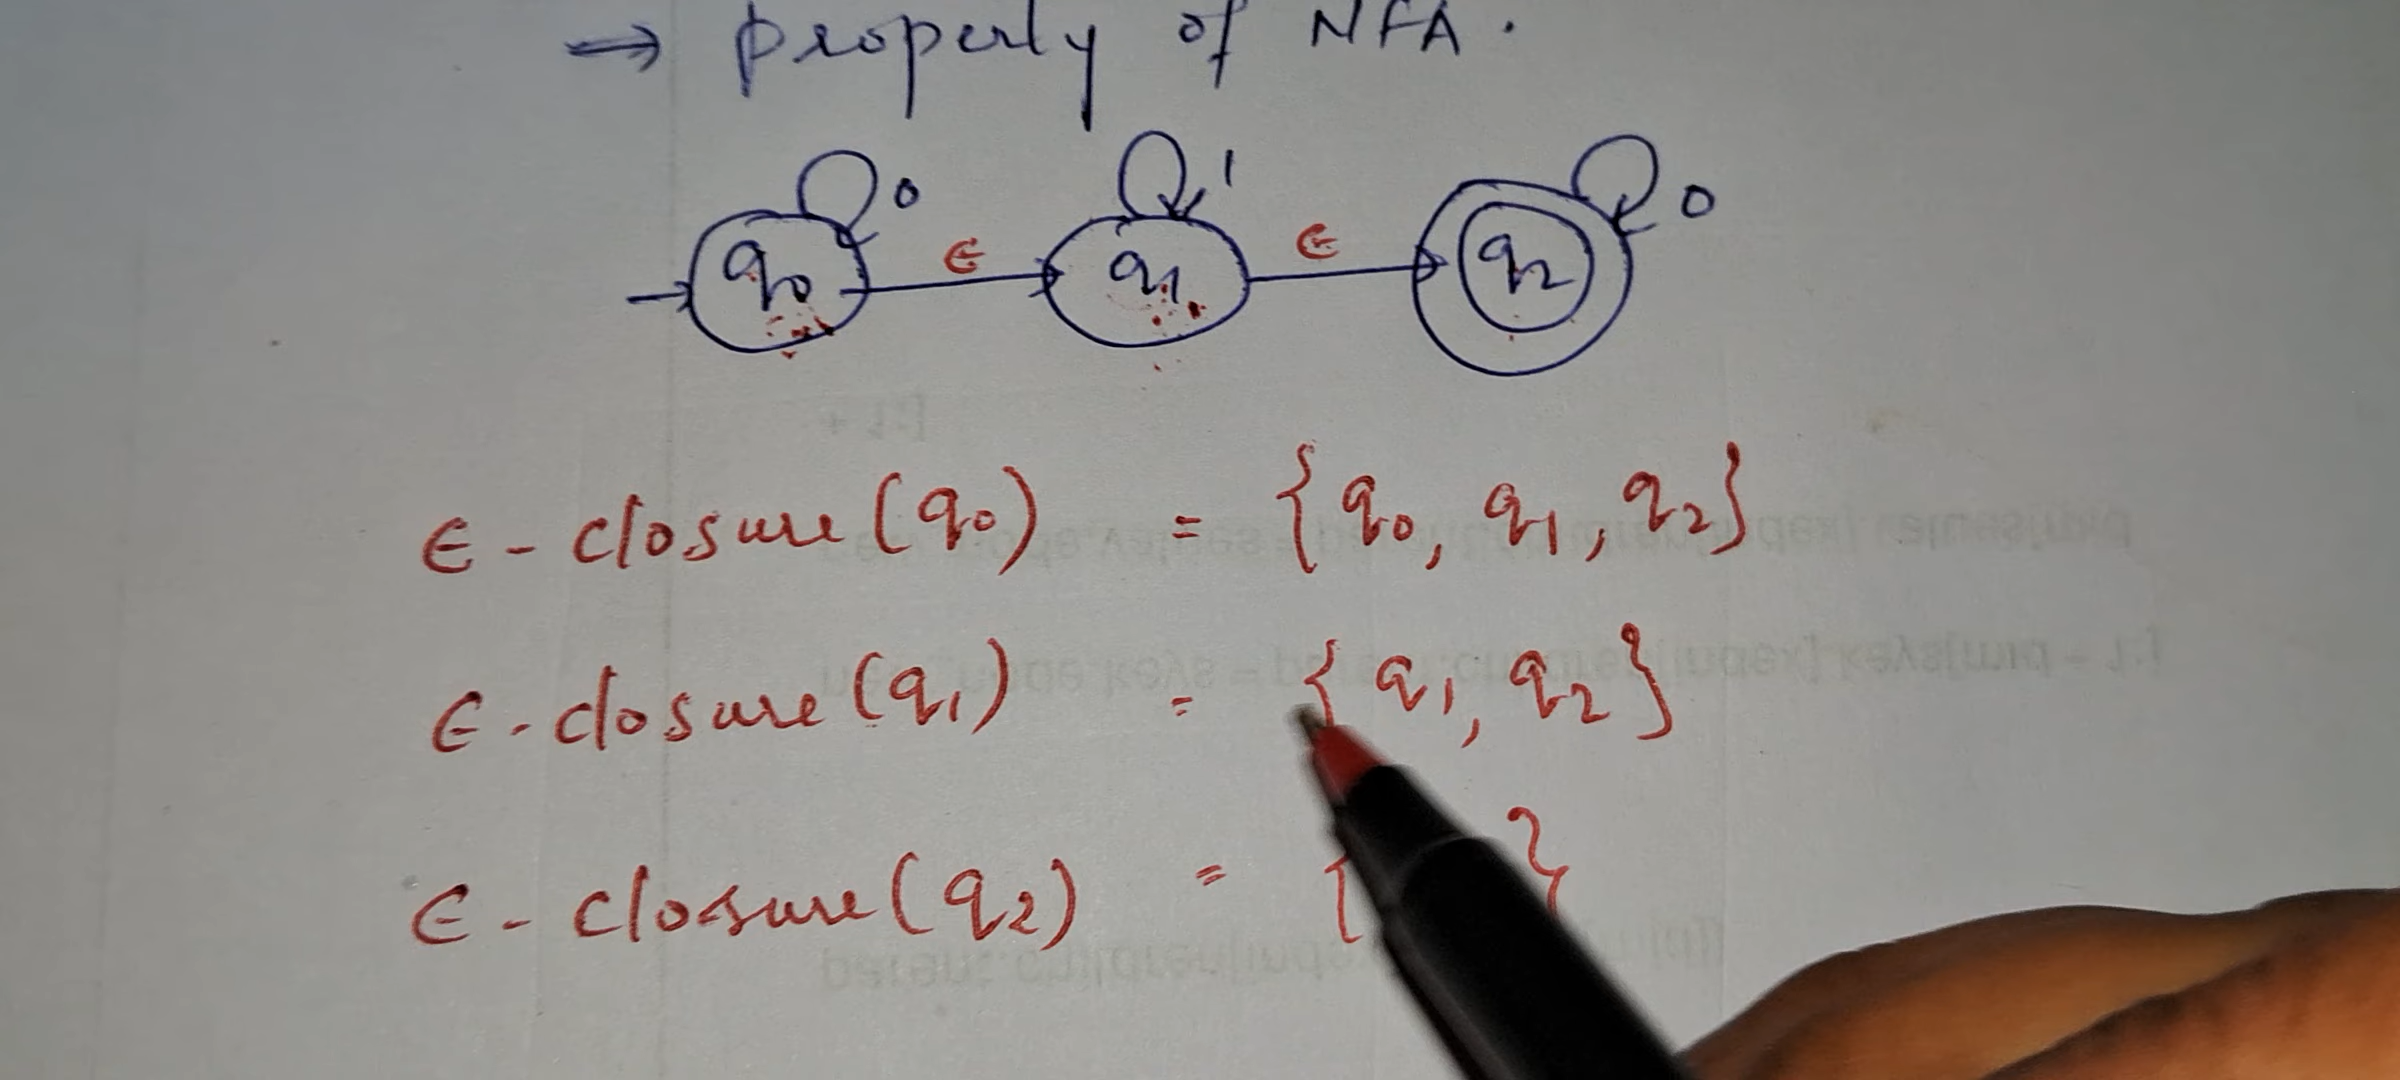 → property of NFA.
0 1 0
q0 ϵ q1 ϵ q2
ϵ - closure(q0) = {q0, q1, q2}
ϵ - closure(q1) = {q1, q2}
ϵ - closure(q2) = { }